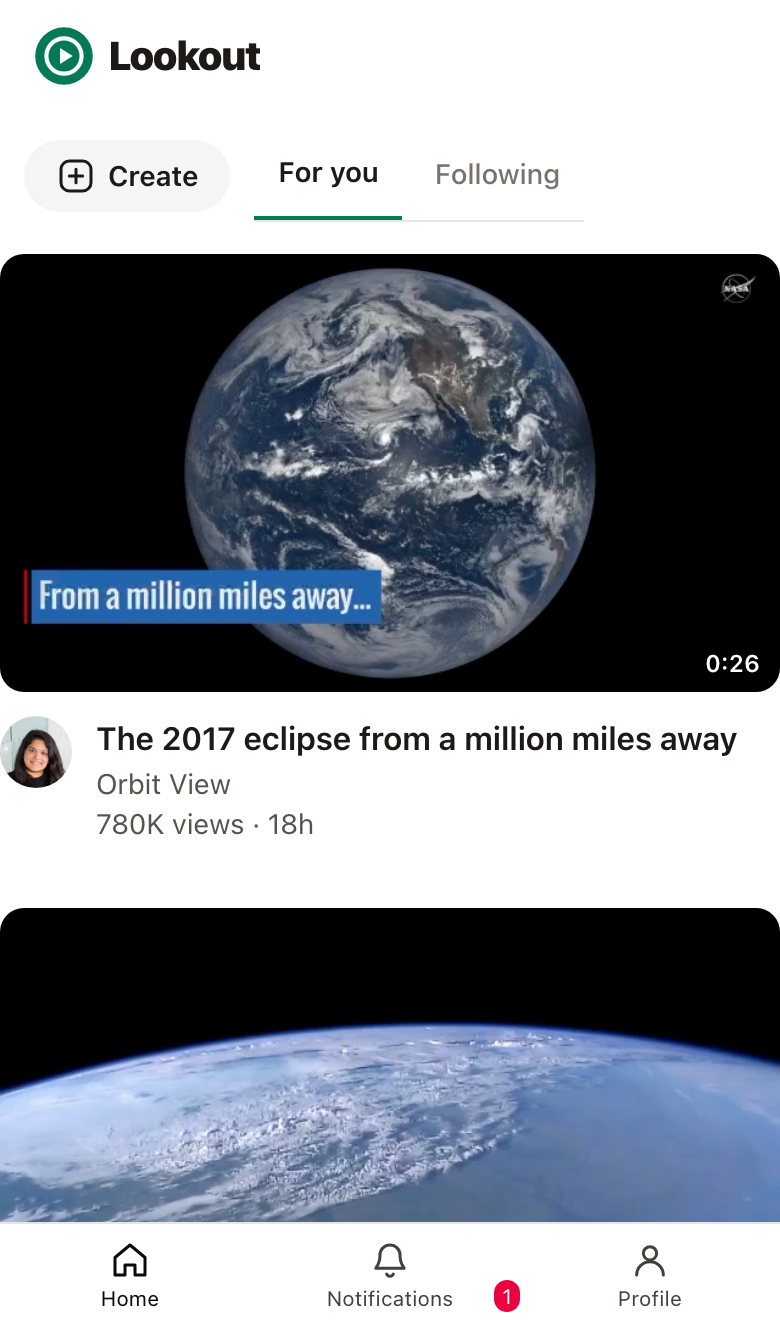 Lookout
Create
For you
Following
NASA
From a million miles away...
0:26
The 2017 eclipse from a million miles away
Orbit View
780K views · 18h
Home
Notifications
1
Profile